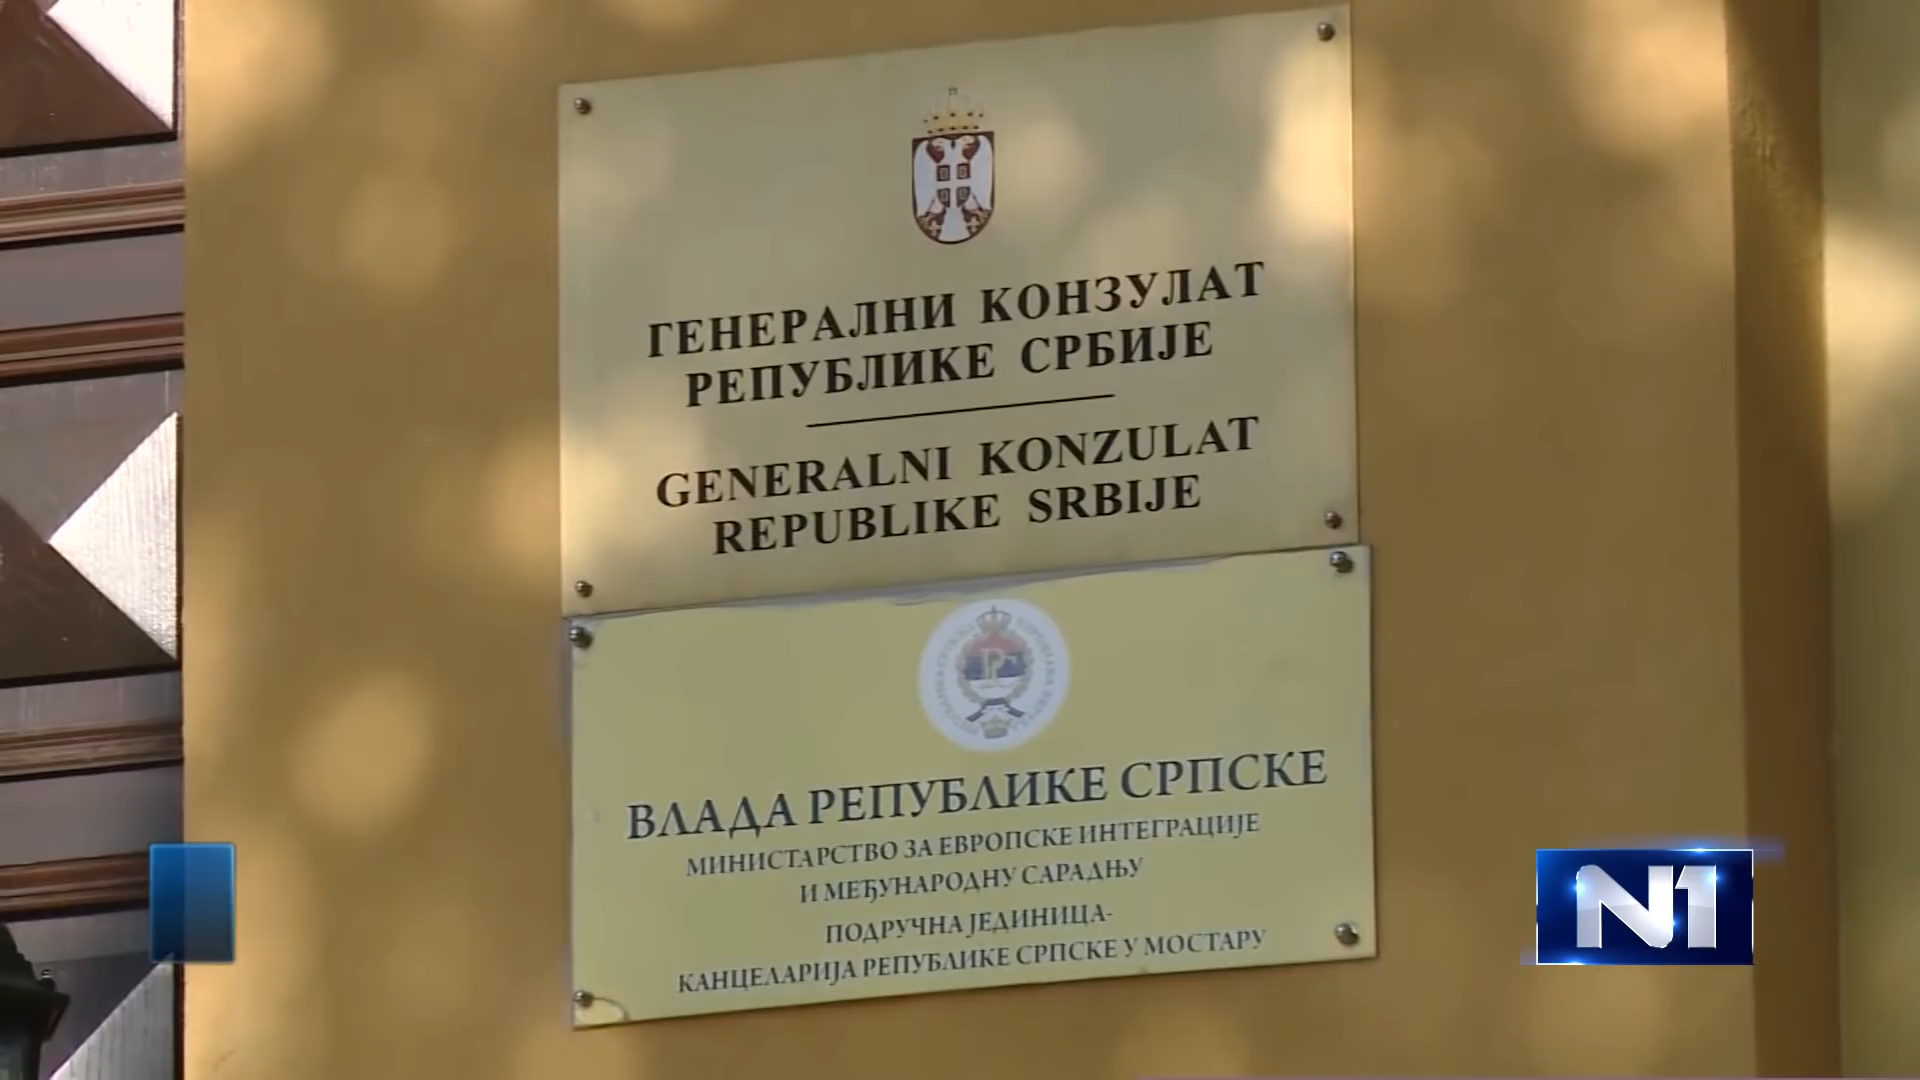 ГЕНЕРАЛНИ КОНЗУЛАТ
РЕПУБЛИКЕ СРБИЈЕ
GENERALNI KONZULAT
REPUBLIKE SRBIJE
ВЛАДА РЕПУБЛИКЕ СРПСКЕ
МИНИСТАРСТВО ЗА ЕВРОПСКЕ ИНТЕГРАЦИЈЕ
И МЕЂУНАРОДНУ САРАДЊУ
ПОДРУЧНА ЈЕДИНИЦА-
КАНЦЕЛАРИЈА РЕПУБЛИКЕ СРПСКЕ У МОСТАРУ
N1